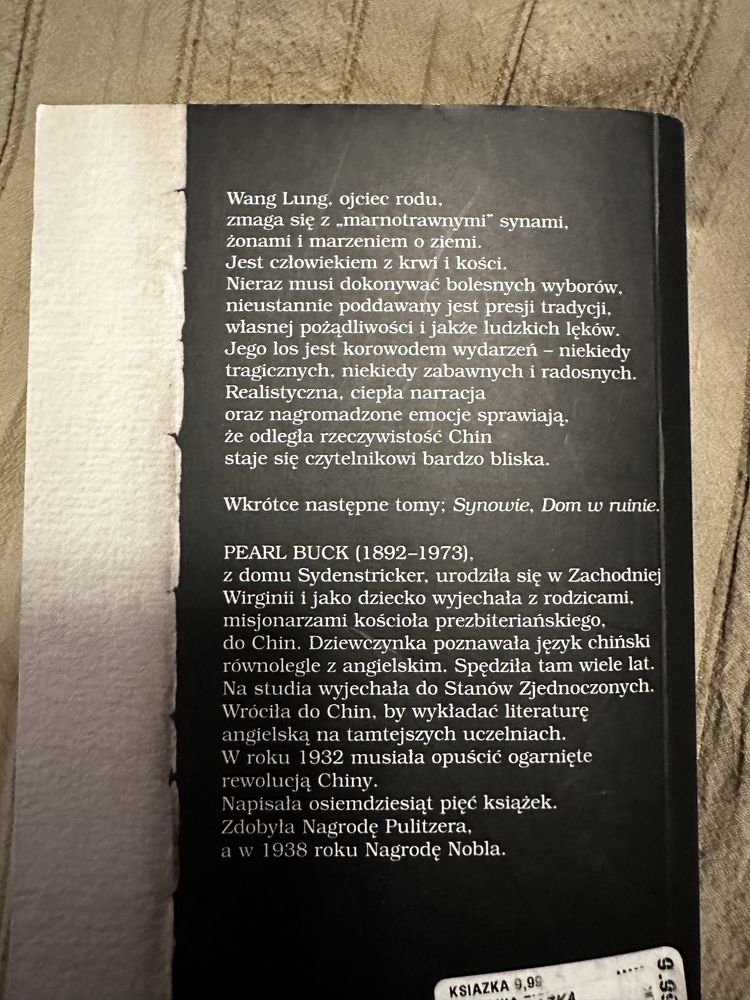 Wang Lung, ojciec rodu,
zmaga się z „marnotrawnymi” synami,
żonami i marzeniem o ziemi.
Jest człowiekiem z krwi i kości.
Nieraz musi dokonywać bolesnych wyborów,
nieustannie poddawany jest presji tradycji,
własnej pożądliwości i jakże ludzkich lęków.
Jego los jest korowodem wydarzeń – niekiedy
tragicznych, niekiedy zabawnych i radosnych.
Realistyczna, ciepła narracja
oraz nagromadzone emocje sprawiają,
że odległa rzeczywistość Chin
staje się czytelnikowi bardzo bliska.
Wkrótce następne tomy; Synowie, Dom w ruinie.
PEARL BUCK (1892–1973),
z domu Sydenstricker, urodziła się w Zachodniej
Wirginii i jako dziecko wyjechała z rodzicami,
misjonarzami kościoła prezbiteriańskiego,
do Chin. Dziewczynka poznawała język chiński
równolegle z angielskim. Spędziła tam wiele lat.
Na studia wyjechała do Stanów Zjednoczonych.
Wróciła do Chin, by wykładać literaturę
angielską na tamtejszych uczelniach.
W roku 1932 musiała opuścić ogarnięte
rewolucją Chiny.
Napisała osiemdziesiąt pięć książek.
Zdobyła Nagrodę Pulitzera,
a w 1938 roku Nagrodę Nobla.
KSIAZKA 9,99